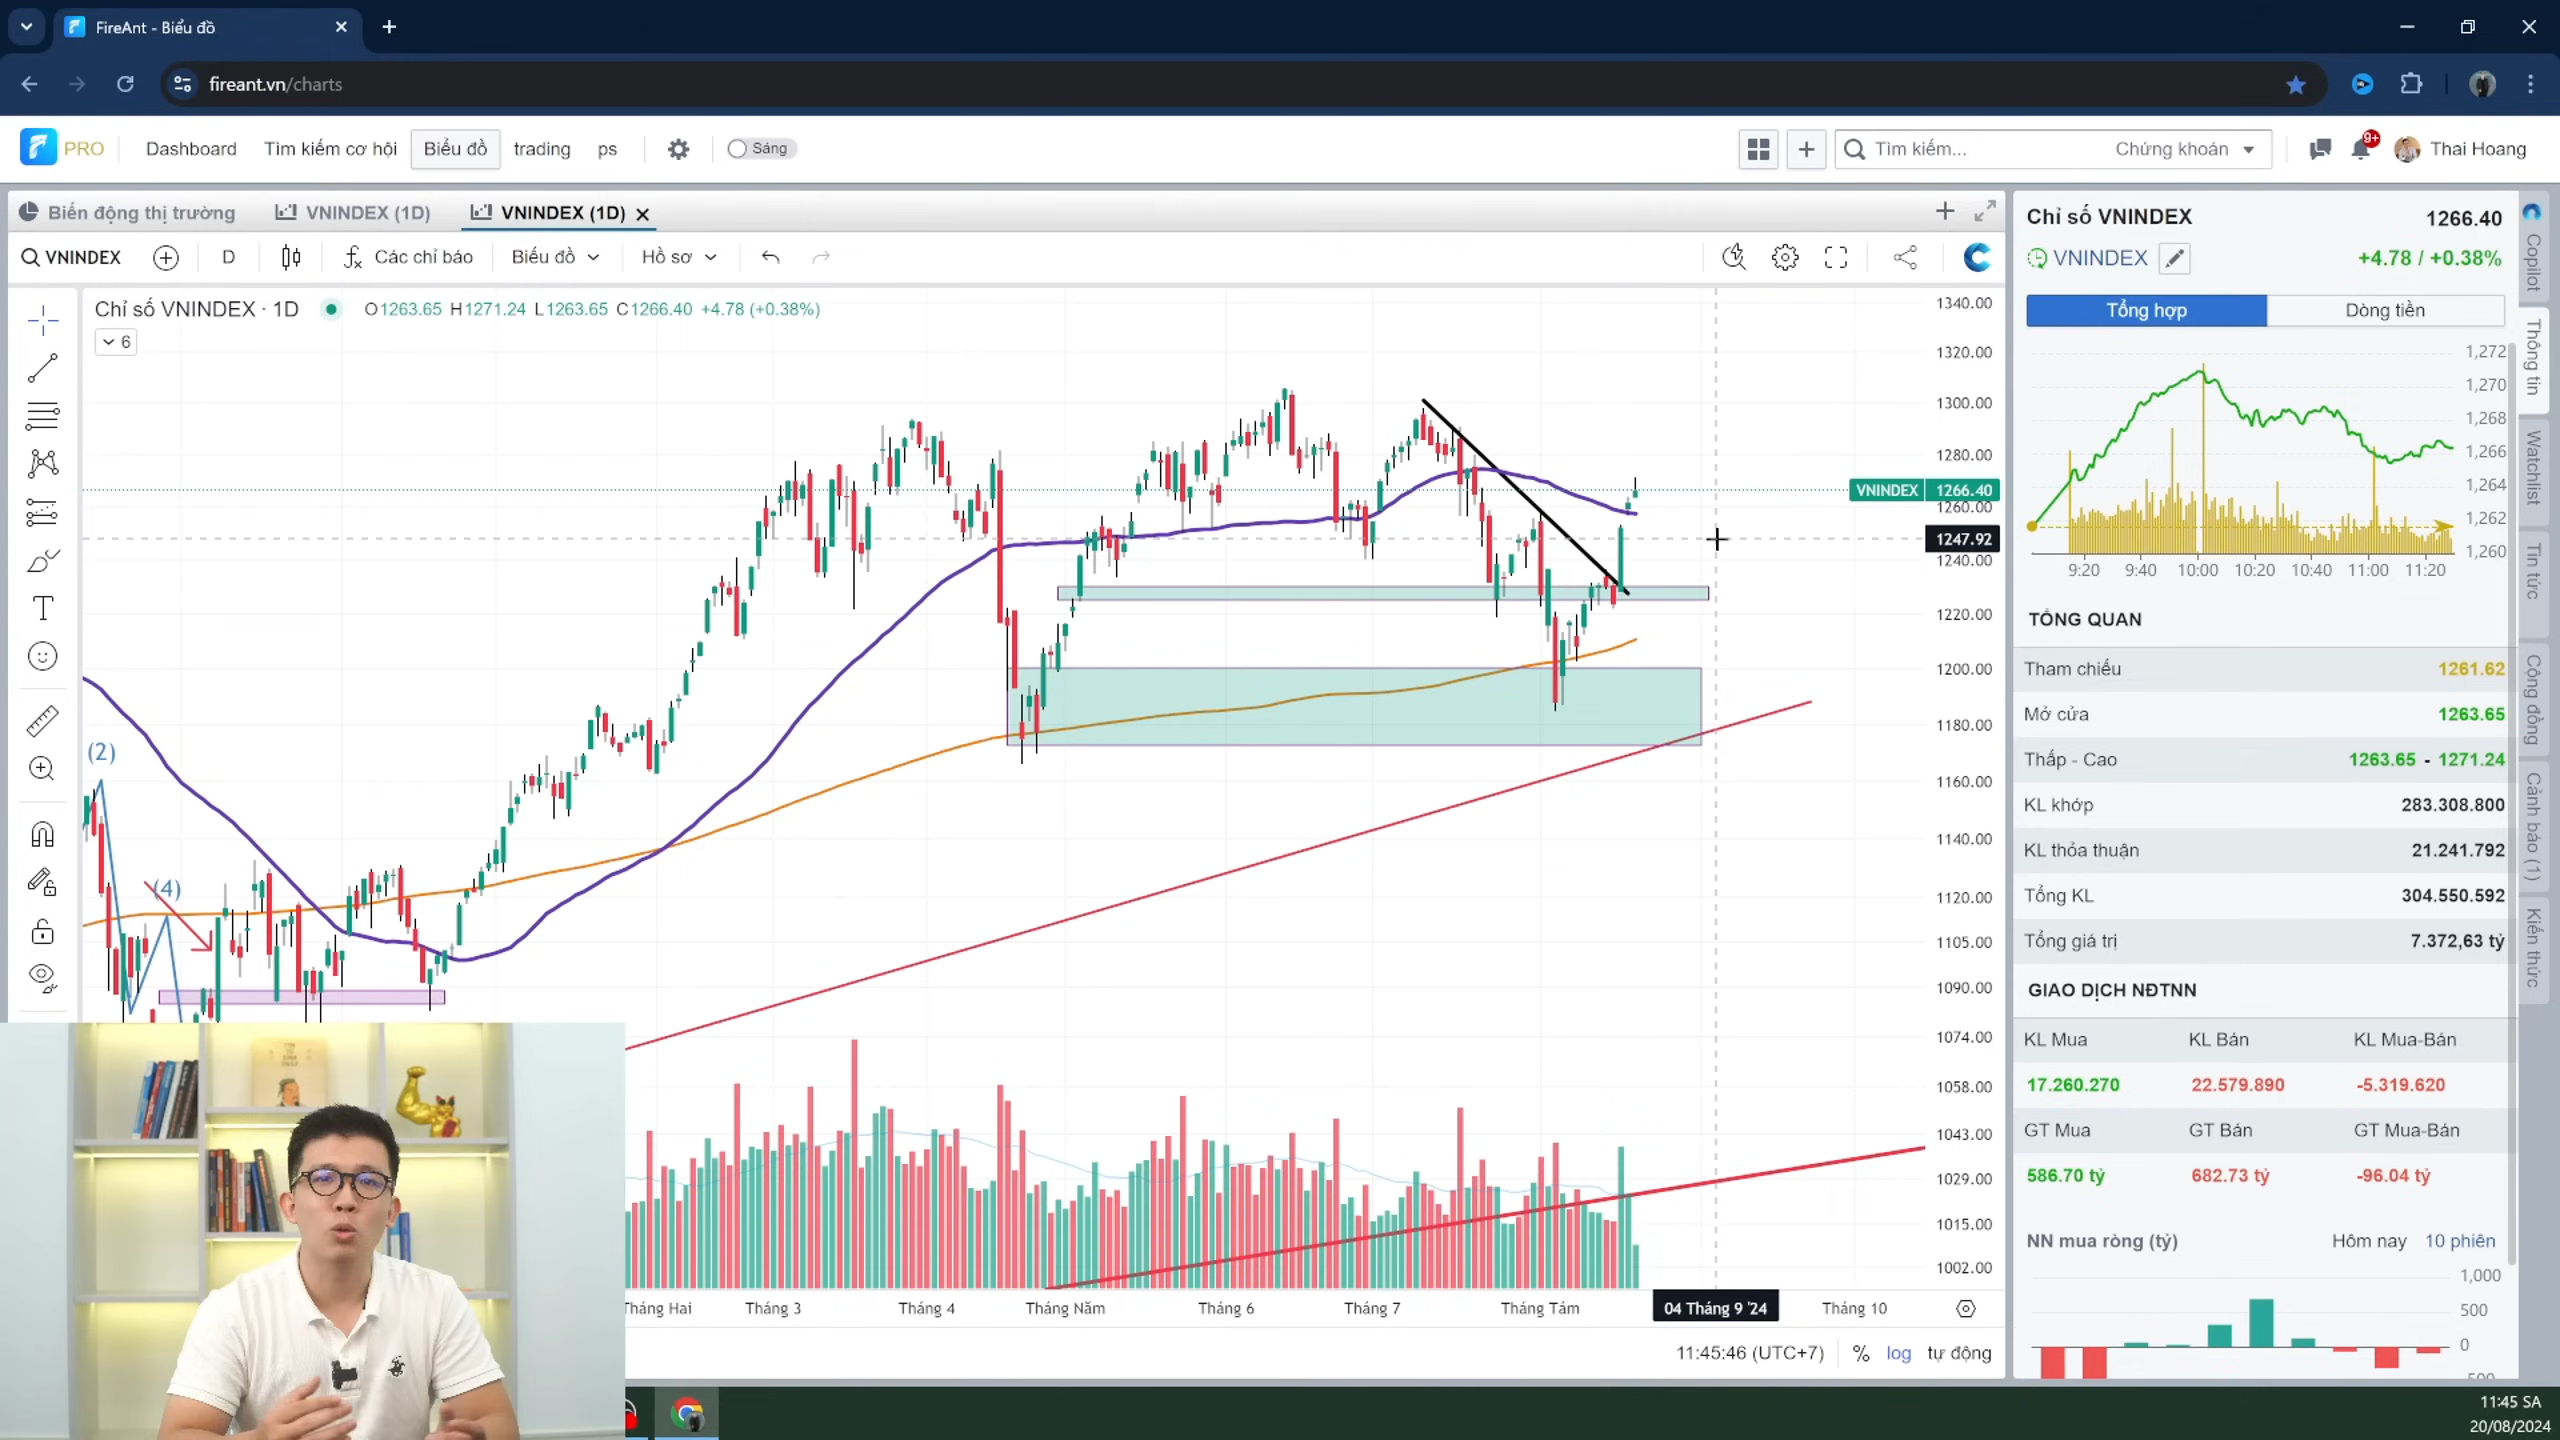 FireAnt - Biểu đồ
fireant.vn/charts
PRO
Dashboard
Tìm kiếm cơ hội
Biểu đồ
trading
ps
Sáng
Tìm kiếm...
Chứng khoán
9+
Thai Hoang
Biến động thị trường
VNINDEX (1D)
VNINDEX (1D)
VNINDEX
D
Các chỉ báo
Biểu đồ
Hồ sơ
Chỉ số VNINDEX · 1D
O1263.65 H1271.24 L1263.65 C1266.40 +4.78 (+0.38%)
6
(2)
(4)
1340.00
1320.00
1300.00
1280.00
VNINDEX 1266.40
1260.00
1247.92
1240.00
1220.00
1200.00
1180.00
1160.00
1140.00
1120.00
1105.00
1090.00
1074.00
1058.00
1043.00
1029.00
1015.00
1002.00
Tháng Hai
Tháng 3
Tháng 4
Tháng Năm
Tháng 6
Tháng 7
Tháng Tám
04 Tháng 9 '24
Tháng 10
11:45:46 (UTC+7)
%
log
tự động
Chỉ số VNINDEX
1266.40
VNINDEX
+4.78 / +0.38%
Tổng hợp
Dòng tiền
1,272
1,270
1,268
1,266
1,264
1,262
1,260
9:20 9:40 10:00 10:20 10:40 11:00 11:20
TỔNG QUAN
Tham chiếu 1261.62
Mở cửa 1263.65
Thấp - Cao 1263.65 - 1271.24
KL khớp 283.308.800
KL thỏa thuận 21.241.792
Tổng KL 304.550.592
Tổng giá trị 7.372,63 tỷ
GIAO DỊCH NĐTNN
KL Mua KL Bán KL Mua-Bán
17.260.270 22.579.890 -5.319.620
GT Mua GT Bán GT Mua-Bán
586.70 tỷ 682.73 tỷ -96.04 tỷ
NN mua ròng (tỷ)
Hôm nay
10 phiên
1,000
500
0
-500
Copilot
Thông tin
Watchlist
Tin tức
Cộng đồng
Cảnh báo (1)
Kiến thức
11:45 SA
20/08/2024